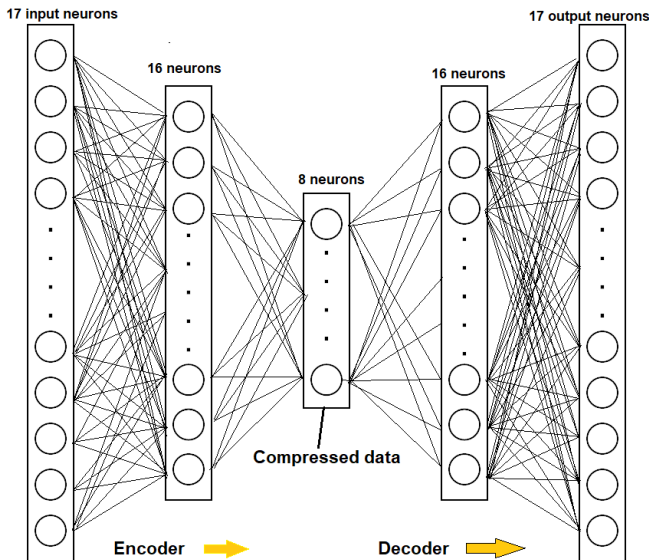 17 input neurons
17 output neurons
16 neurons
16 neurons
8 neurons
Compressed data
Encoder
Decoder